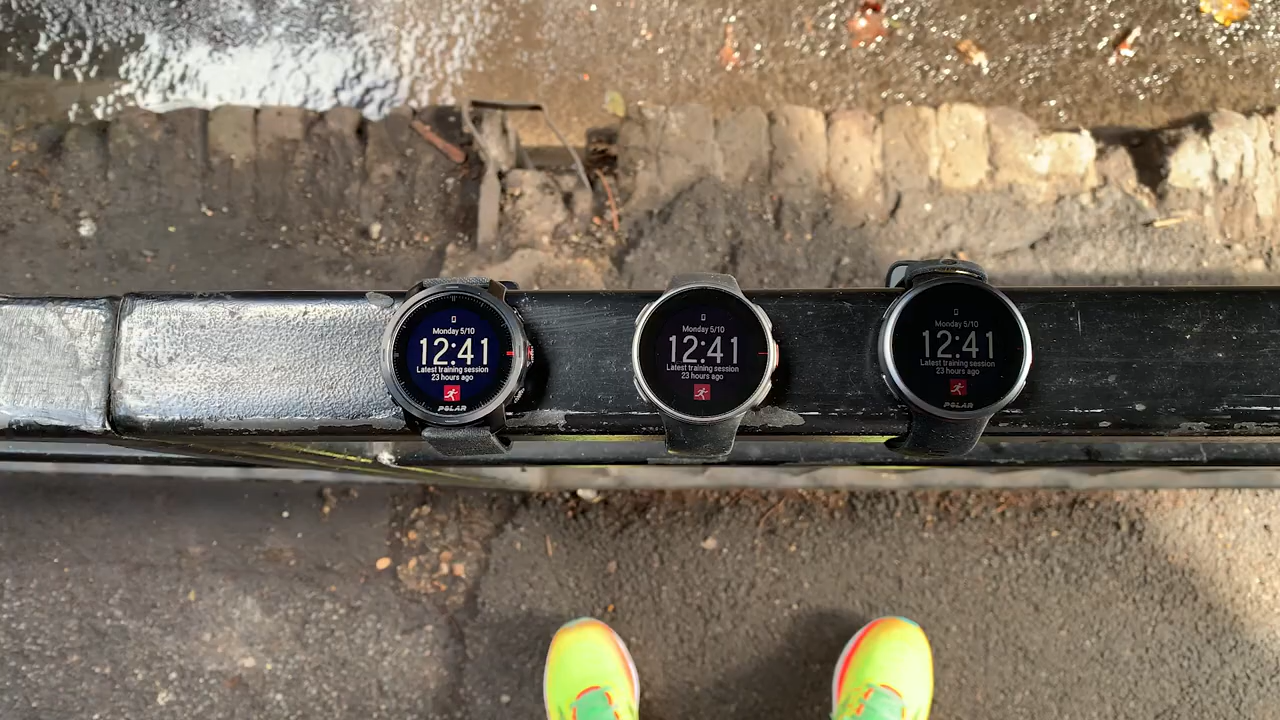 Monday 5/10
12:41
Latest training session
23 hours ago
POLAR
Monday 5/10
12:41
Latest training session
23 hours ago
Monday 5/10
12:41
Latest training session
23 hours ago
POLAR